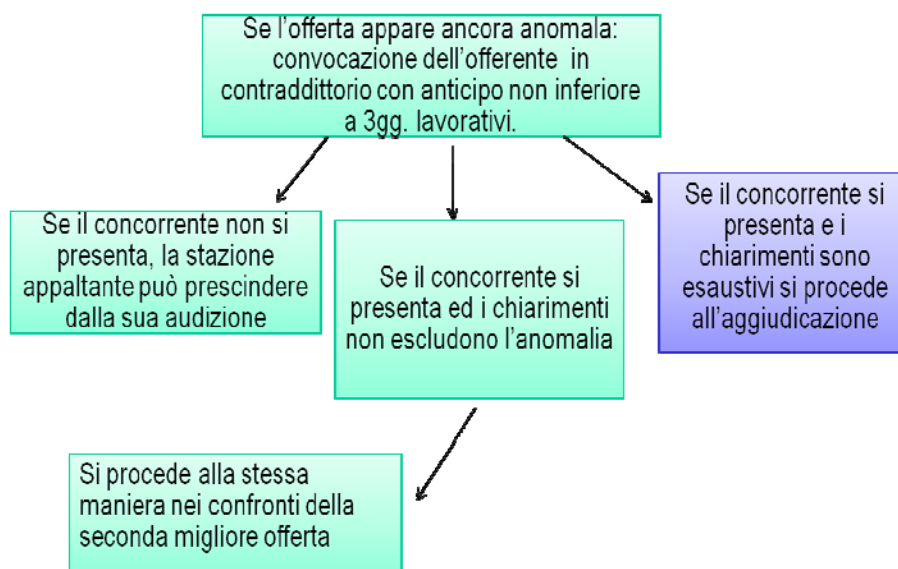 Se l'offerta appare ancora anomala:
convocazione dell'offerente in
contraddittorio con anticipo non inferiore
a 3gg. lavorativi.
Se il concorrente non si
presenta, la stazione
appaltante può prescindere
dalla sua audizione
Se il concorrente si
presenta ed i chiarimenti
non escludono l'anomalia
Se il concorrente si
presenta e i
chiarimenti sono
esaustivi si procede
all'aggiudicazione
Si procede alla stessa
maniera nei confronti della
seconda migliore offerta